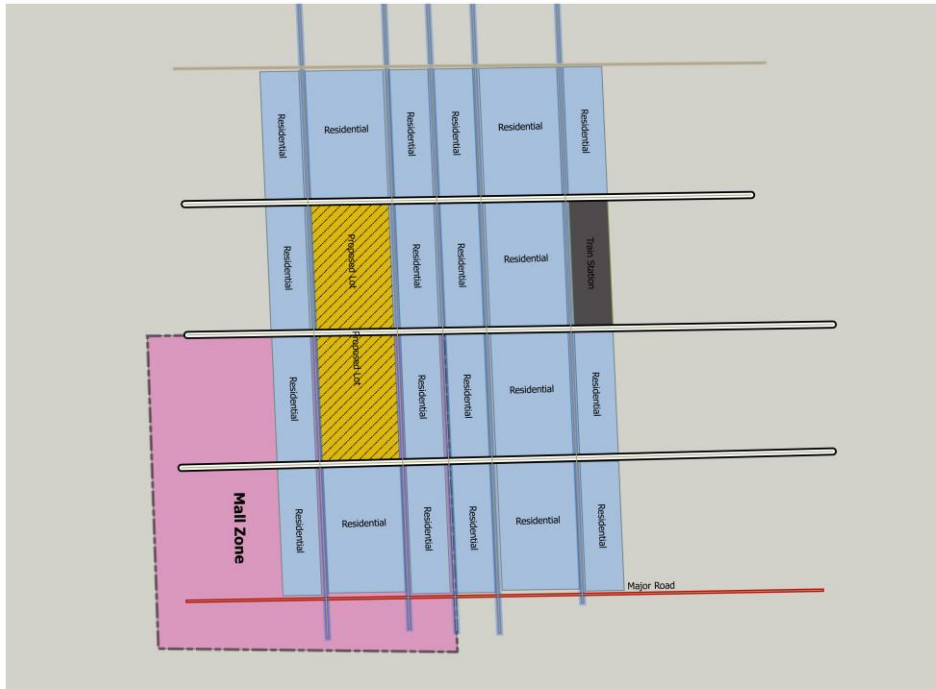 Residential
Residential
Residential
Residential
Residential
Residential
Residential
Proposed Lot
Residential
Residential
Residential
Train Station
Residential
Proposed Lot
Residential
Residential
Residential
Residential
Mall Zone
Residential
Residential
Residential
Residential
Residential
Residential
Major Road